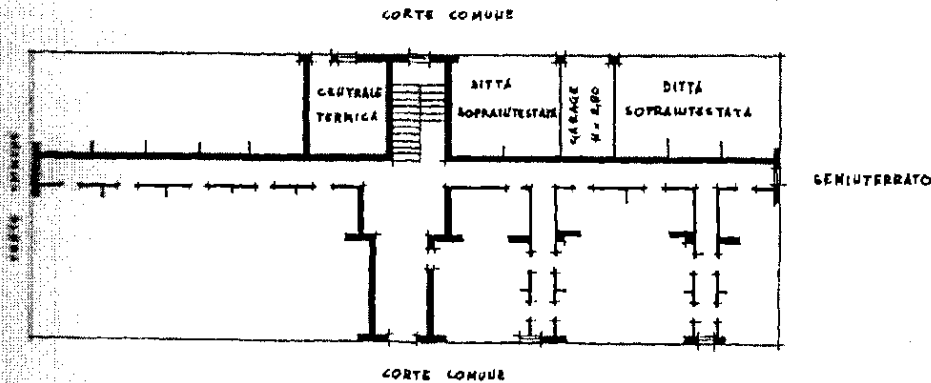 CORTE COMUNE
CENTRALE
TERMICA
DITTA
SOPRAINTESTATA
GARAGE
H = 2,80
DITTA
SOPRAINTESTATA
SEMINTERRATO
CORTE COMUNE